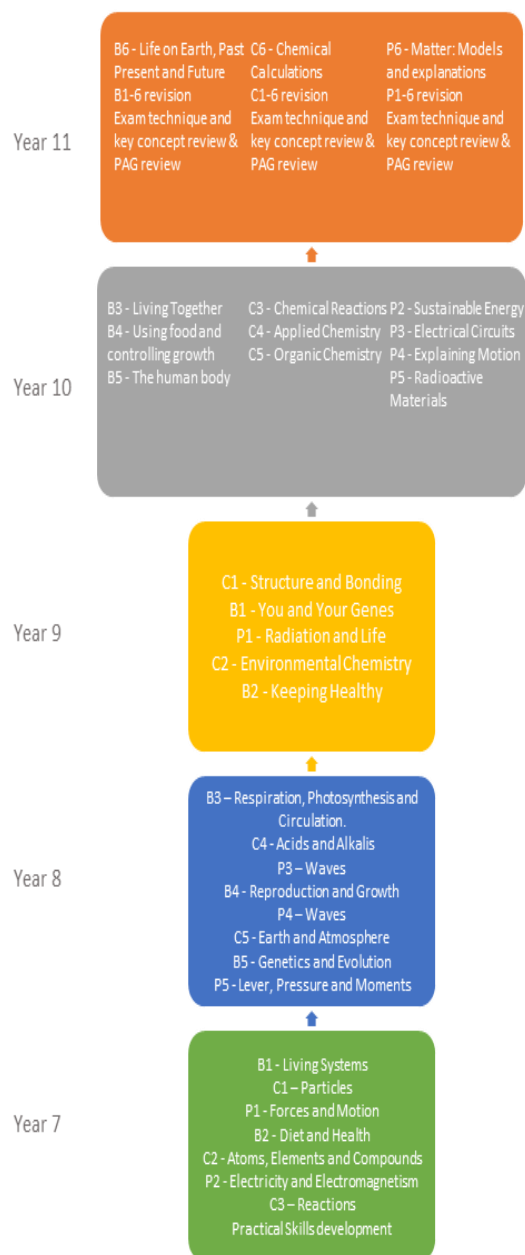 Year 11
B6 - Life on Earth, Past
Present and Future
B1-6 revision
Exam technique and
key concept review &
PAG review
C6 - Chemical
Calculations
C1-6 revision
Exam technique and
key concept review &
PAG review
P6 - Matter: Models
and explanations
P1-6 revision
Exam technique and
key concept review &
PAG review
Year 10
B3 - Living Together
B4 - Using food and
controlling growth
B5 - The human body
C3 - Chemical Reactions
C4 - Applied Chemistry
C5 - Organic Chemistry
P2 - Sustainable Energy
P3 - Electrical Circuits
P4 - Explaining Motion
P5 - Radioactive
Materials
Year 9
C1 - Structure and Bonding
B1 - You and Your Genes
P1 - Radiation and Life
C2 - Environmental Chemistry
B2 - Keeping Healthy
Year 8
B3 – Respiration, Photosynthesis and
Circulation.
C4 - Acids and Alkalis
P3 – Waves
B4 - Reproduction and Growth
P4 – Waves
C5 - Earth and Atmosphere
B5 - Genetics and Evolution
P5 - Lever, Pressure and Moments
Year 7
B1 - Living Systems
C1 – Particles
P1 - Forces and Motion
B2 - Diet and Health
C2 - Atoms, Elements and Compounds
P2 - Electricity and Electromagnetism
C3 – Reactions
Practical Skills development